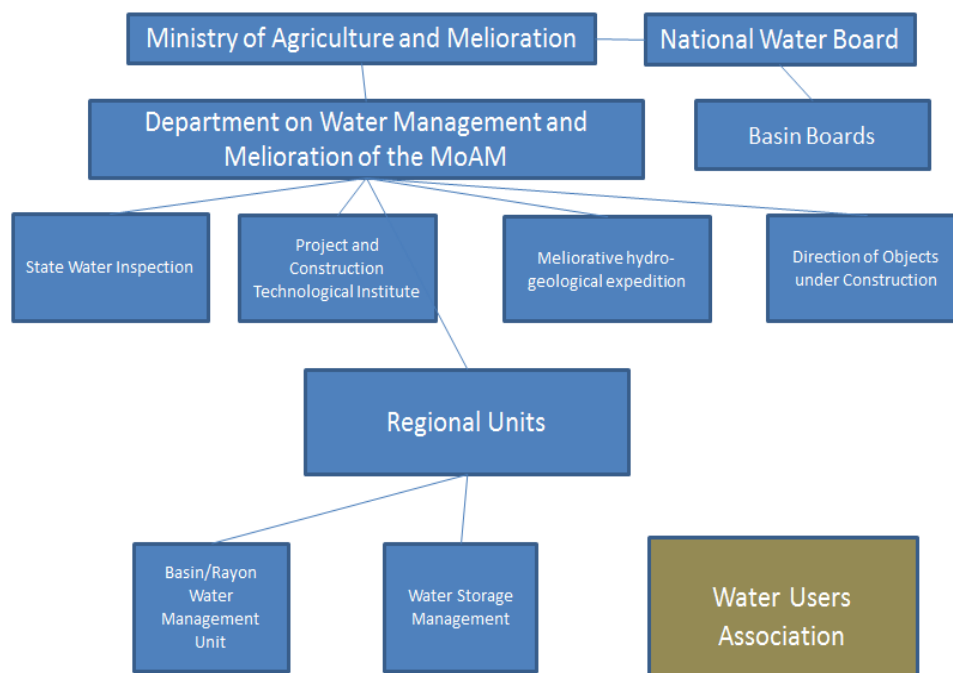 Ministry of Agriculture and Melioration
National Water Board
Department on Water Management and
Melioration of the MoAM
Basin Boards
State Water Inspection
Project and
Construction
Technological Institute
Meliorative hydro-
geological expedition
Direction of Objects
under Construction
Regional Units
Basin/Rayon
Water
Management
Unit
Water Storage
Management
Water Users
Association